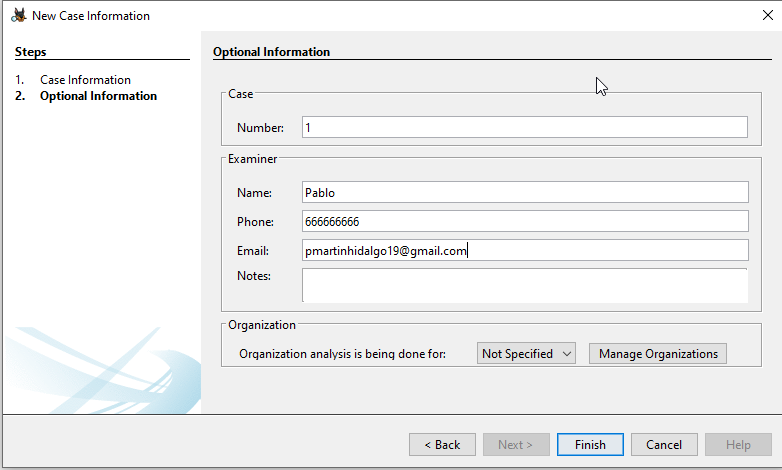 New Case Information
Steps
1. Case Information
2. Optional Information
Optional Information
Case
Number: 1
Examiner
Name: Pablo
Phone: 666666666
Email: pmartinhidalgo19@gmail.com
Notes:
Organization
Organization analysis is being done for: Not Specified Manage Organizations
< Back Next > Finish Cancel Help